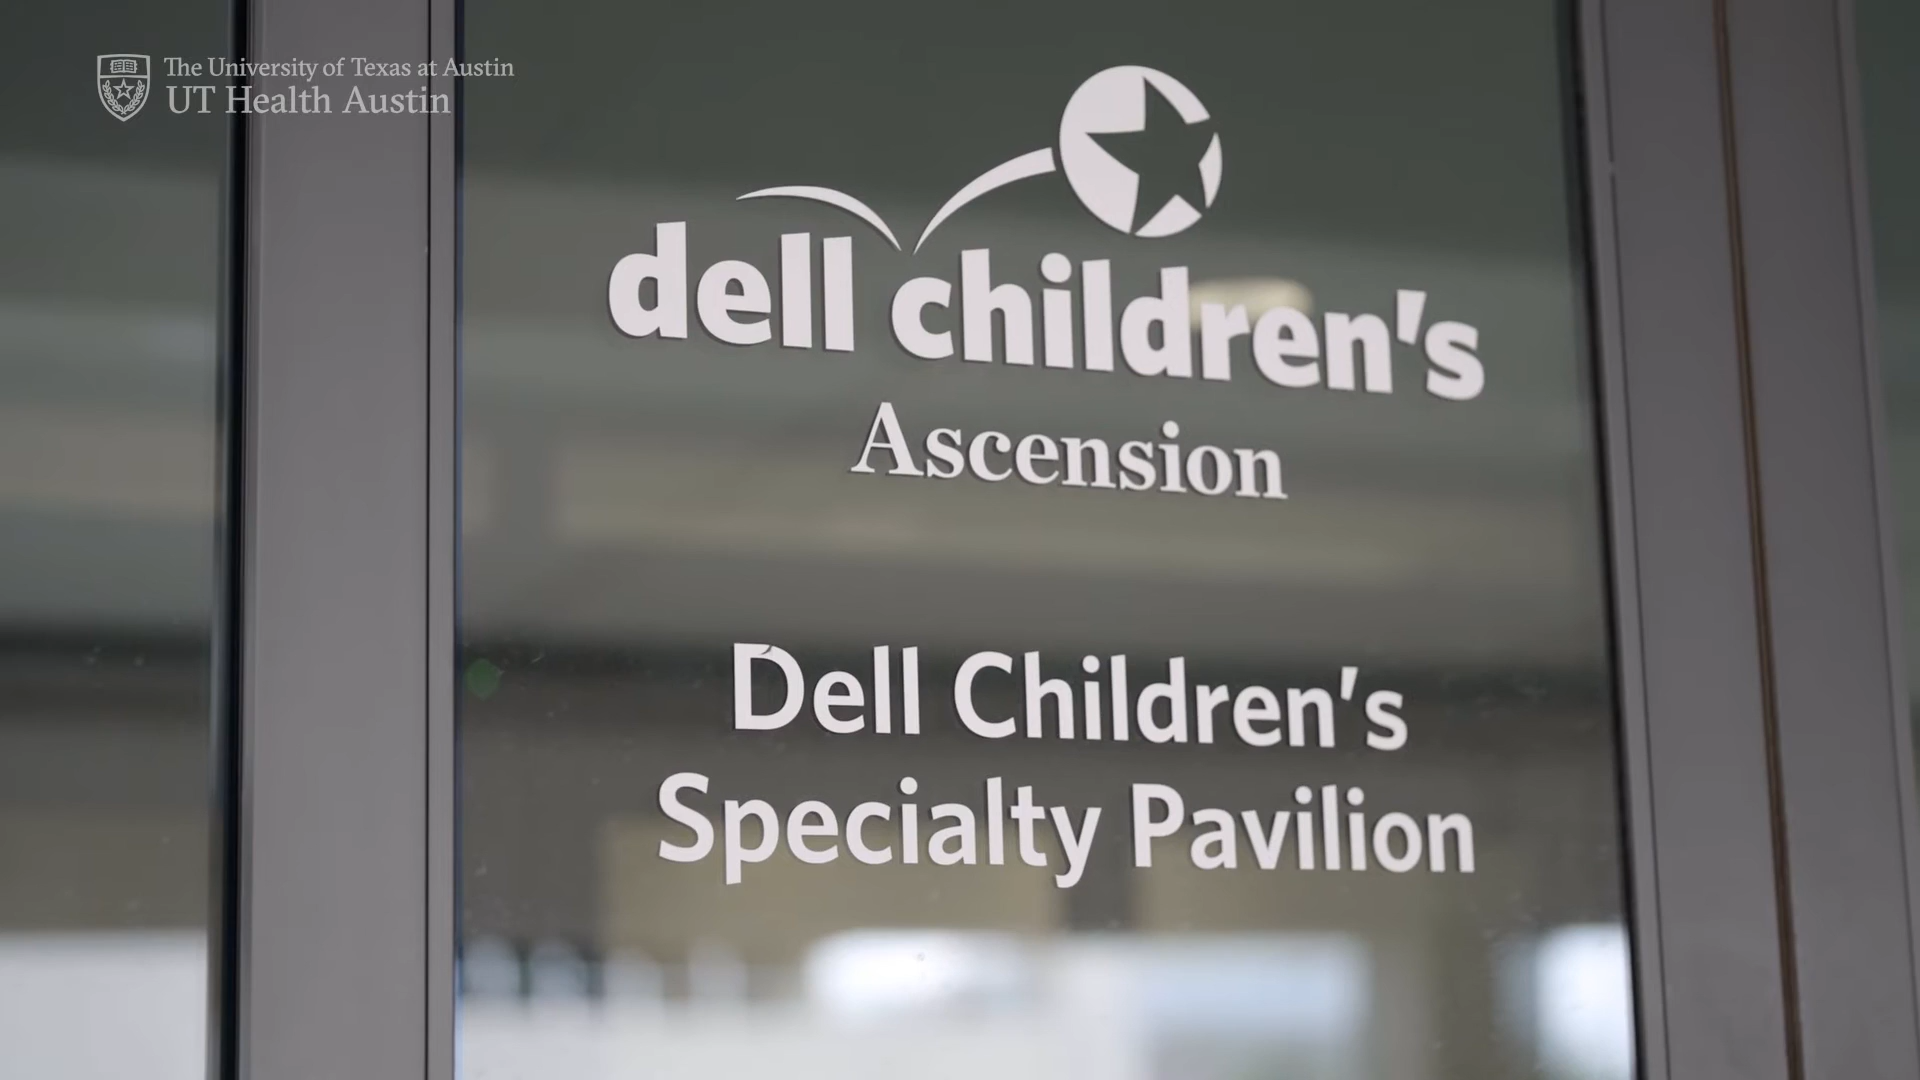 The University of Texas at Austin
UT Health Austin
dell children's
Ascension
Dell Children's
Specialty Pavilion